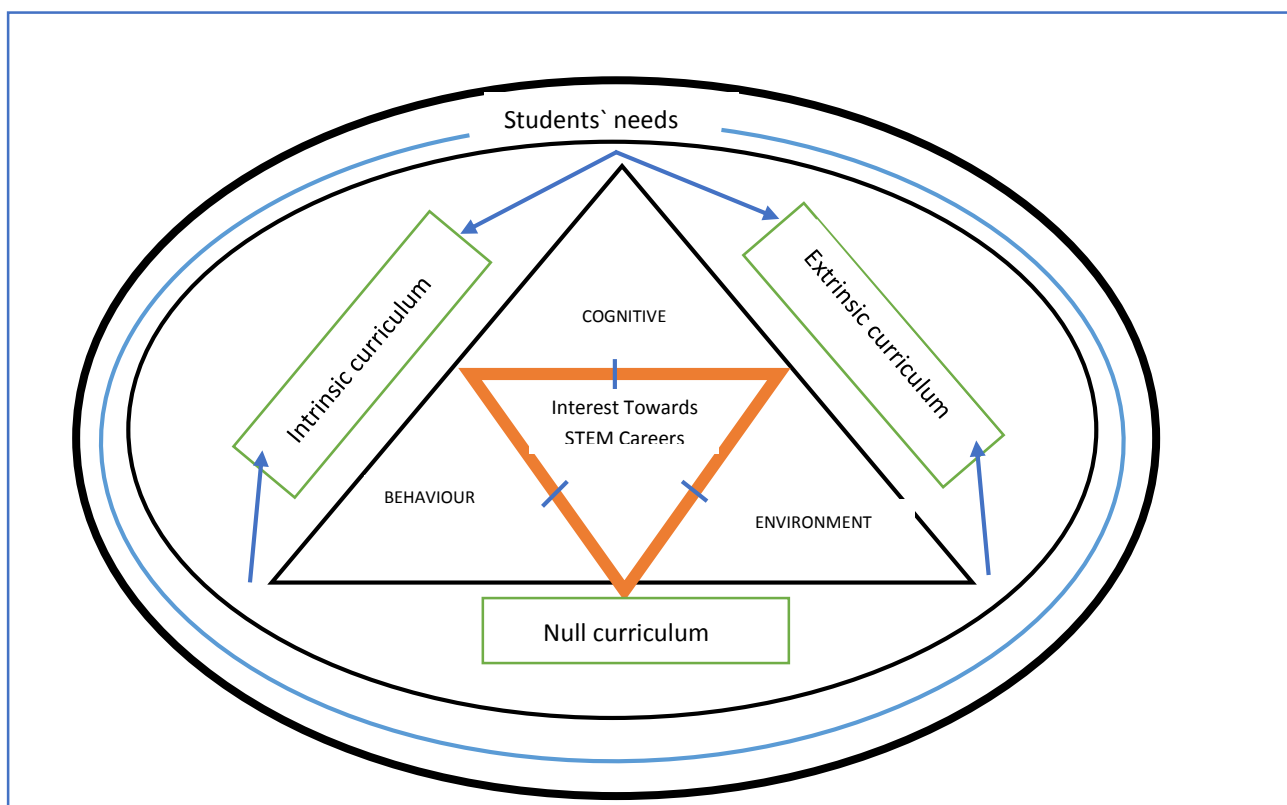 Students` needs
Intrinsic curriculum
Extrinsic curriculum
COGNITIVE
Interest Towards
STEM Careers
BEHAVIOUR
ENVIRONMENT
Null curriculum